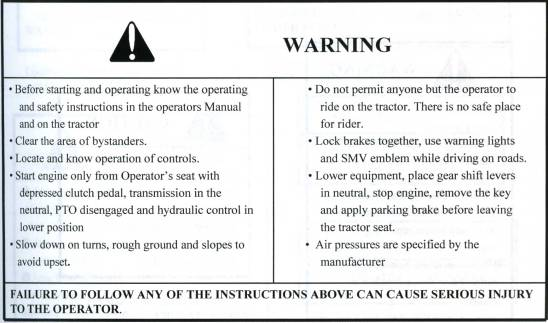 WARNING
• Before starting and operating know the operating
and safety instructions in the operators Manual
and on the tractor
• Clear the area of bystanders.
• Locate and know operation of controls.
• Start engine only from Operator's seat with
depressed clutch pedal, transmission in the
neutral, PTO disengaged and hydraulic control in
lower position
• Slow down on turns, rough ground and slopes to
avoid upset.
• Do not permit anyone but the operator to
ride on the tractor. There is no safe place
for rider.
• Lock brakes together, use warning lights
and SMV emblem while driving on roads.
• Lower equipment, place gear shift levers
in neutral, stop engine, remove the key
and apply parking brake before leaving
the tractor seat.
• Air pressures are specified by the
manufacturer
FAILURE TO FOLLOW ANY OF THE INSTRUCTIONS ABOVE CAN CAUSE SERIOUS INJURY
TO THE OPERATOR.